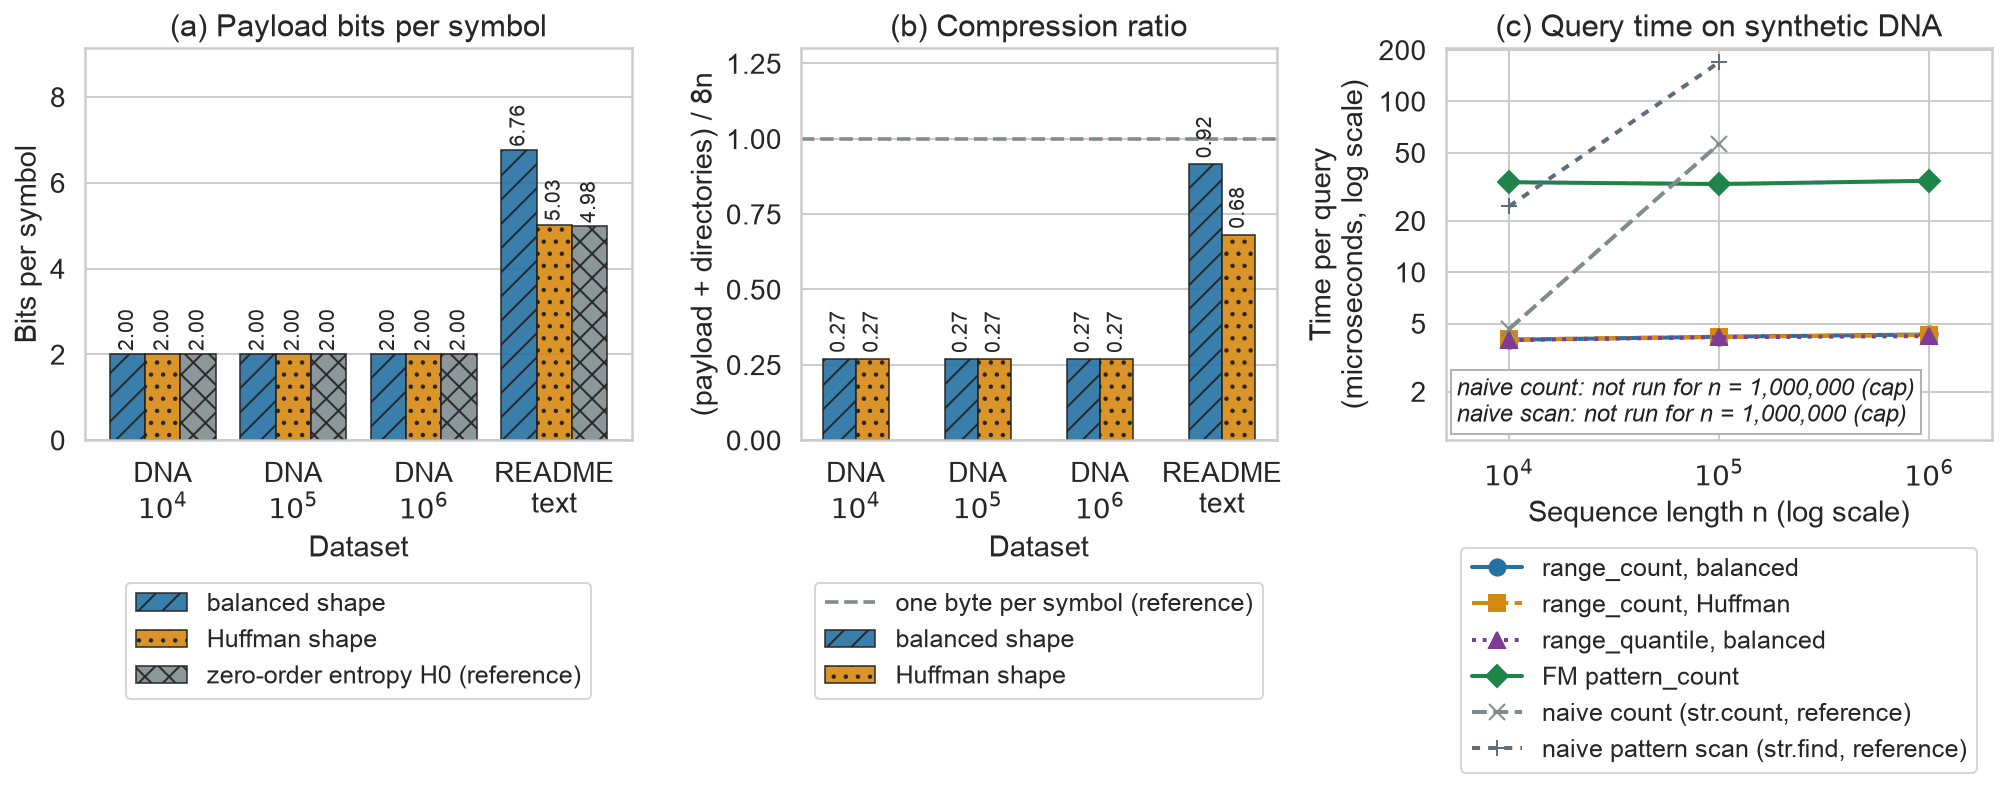 (a) Payload bits per symbol
Bits per symbol
8
6
4
2
0
2.00
2.00
2.00
2.00
2.00
2.00
2.00
2.00
2.00
6.76
5.03
4.98
DNA
10⁴
DNA
10⁵
DNA
10⁶
README
text
Dataset
balanced shape
Huffman shape
zero-order entropy H0 (reference)
(b) Compression ratio
(payload + directories) / 8n
1.25
1.00
0.75
0.50
0.25
0.00
0.27
0.27
0.27
0.27
0.27
0.27
0.92
0.68
DNA
10⁴
DNA
10⁵
DNA
10⁶
README
text
Dataset
one byte per symbol (reference)
balanced shape
Huffman shape
(c) Query time on synthetic DNA
Time per query
(microseconds, log scale)
200
100
50
20
10
5
2
naive count: not run for n = 1,000,000 (cap)
naive scan: not run for n = 1,000,000 (cap)
10⁴
10⁵
10⁶
Sequence length n (log scale)
range_count, balanced
range_count, Huffman
range_quantile, balanced
FM pattern_count
naive count (str.count, reference)
naive pattern scan (str.find, reference)